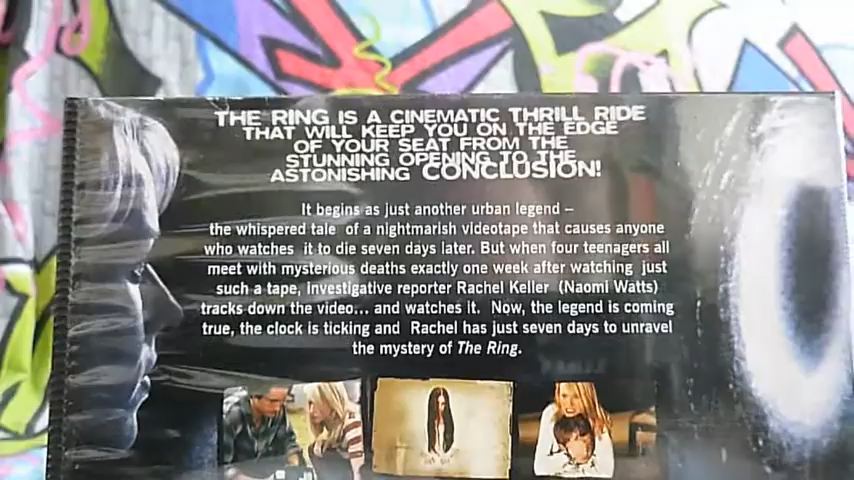 THE RING IS A CINEMATIC THRILL RIDE
THAT WILL KEEP YOU ON THE EDGE
OF YOUR SEAT FROM THE
STUNNING OPENING TO THE
ASTONISHING CONCLUSION!
It begins as just another urban legend –
the whispered tale of a nightmarish videotape that causes anyone
who watches it to die seven days later. But when four teenagers all
meet with mysterious deaths exactly one week after watching just
such a tape, investigative reporter Rachel Keller (Naomi Watts)
tracks down the video... and watches it. Now, the legend is coming
true, the clock is ticking and Rachel has just seven days to unravel
the mystery of The Ring.